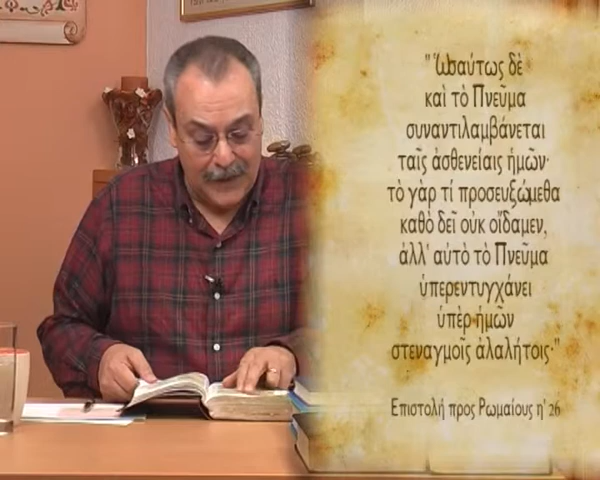 " Ὡσαύτως δὲ
καὶ τὸ Πνεῦμα
συναντιλαμβάνεται
ταῖς ἀσθενείαις ἡμῶν·
τὸ γὰρ τί προσευξώμεθα
καθὸ δεῖ οὐκ οἴδαμεν,
ἀλλ' αὐτὸ τὸ Πνεῦμα
ὑπερεντυγχάνει
ὑπὲρ ἡμῶν
στεναγμοῖς ἀλαλήτοις·"
Επιστολή προς Ρωμαίους η' 26